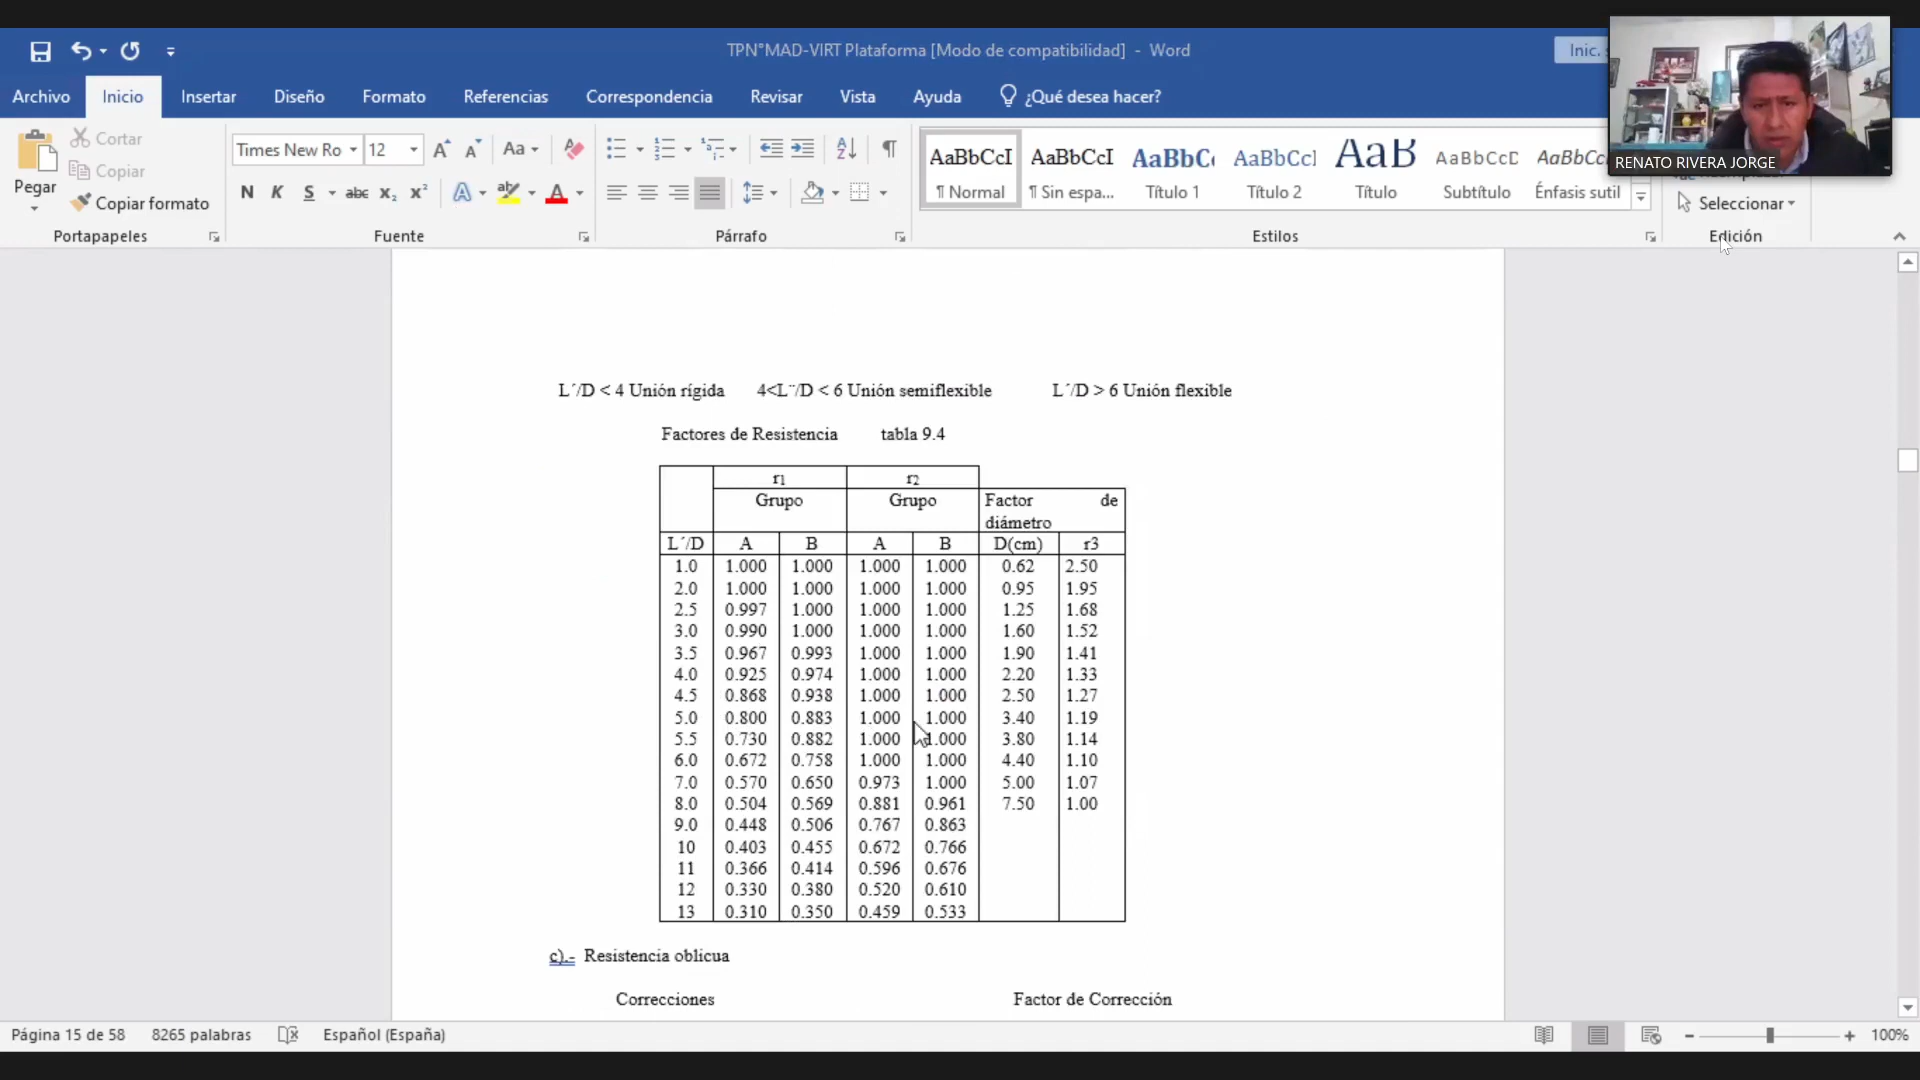 TPN°MAD-VIRT Plataforma [Modo de compatibilidad] - Word
Inic.
Archivo Inicio Insertar Diseño Formato Referencias Correspondencia Revisar Vista Ayuda ¿Qué desea hacer?
Pegar
Cortar
Copiar
Copiar formato
Portapapeles
Times New Ro 12
Aa
N K S abc x₂ x²
Fuente
Párrafo
AaBbCcI AaBbCcI AaBbC AaBbCcI AaB AaBbCcD AaBbCc
¶ Normal ¶ Sin espa... Título 1 Título 2 Título Subtítulo Énfasis sutil
Estilos
RENATO RIVERA JORGE
Seleccionar
Edición
L´/D < 4 Unión rígida 4<L¨/D < 6 Unión semiflexible L´/D > 6 Unión flexible
Factores de Resistencia tabla 9.4
r1 r2
Grupo Grupo Factor de diámetro
L´/D A B A B D(cm) r3
1.0 1.000 1.000 1.000 1.000 0.62 2.50
2.0 1.000 1.000 1.000 1.000 0.95 1.95
2.5 0.997 1.000 1.000 1.000 1.25 1.68
3.0 0.990 1.000 1.000 1.000 1.60 1.52
3.5 0.967 0.993 1.000 1.000 1.90 1.41
4.0 0.925 0.974 1.000 1.000 2.20 1.33
4.5 0.868 0.938 1.000 1.000 2.50 1.27
5.0 0.800 0.883 1.000 1.000 3.40 1.19
5.5 0.730 0.882 1.000 1.000 3.80 1.14
6.0 0.672 0.758 1.000 1.000 4.40 1.10
7.0 0.570 0.650 0.973 1.000 5.00 1.07
8.0 0.504 0.569 0.881 0.961 7.50 1.00
9.0 0.448 0.506 0.767 0.863
10 0.403 0.455 0.672 0.766
11 0.366 0.414 0.596 0.676
12 0.330 0.380 0.520 0.610
13 0.310 0.350 0.459 0.533
c).- Resistencia oblicua
Correcciones Factor de Corrección
Página 15 de 58 8265 palabras Español (España) 100%